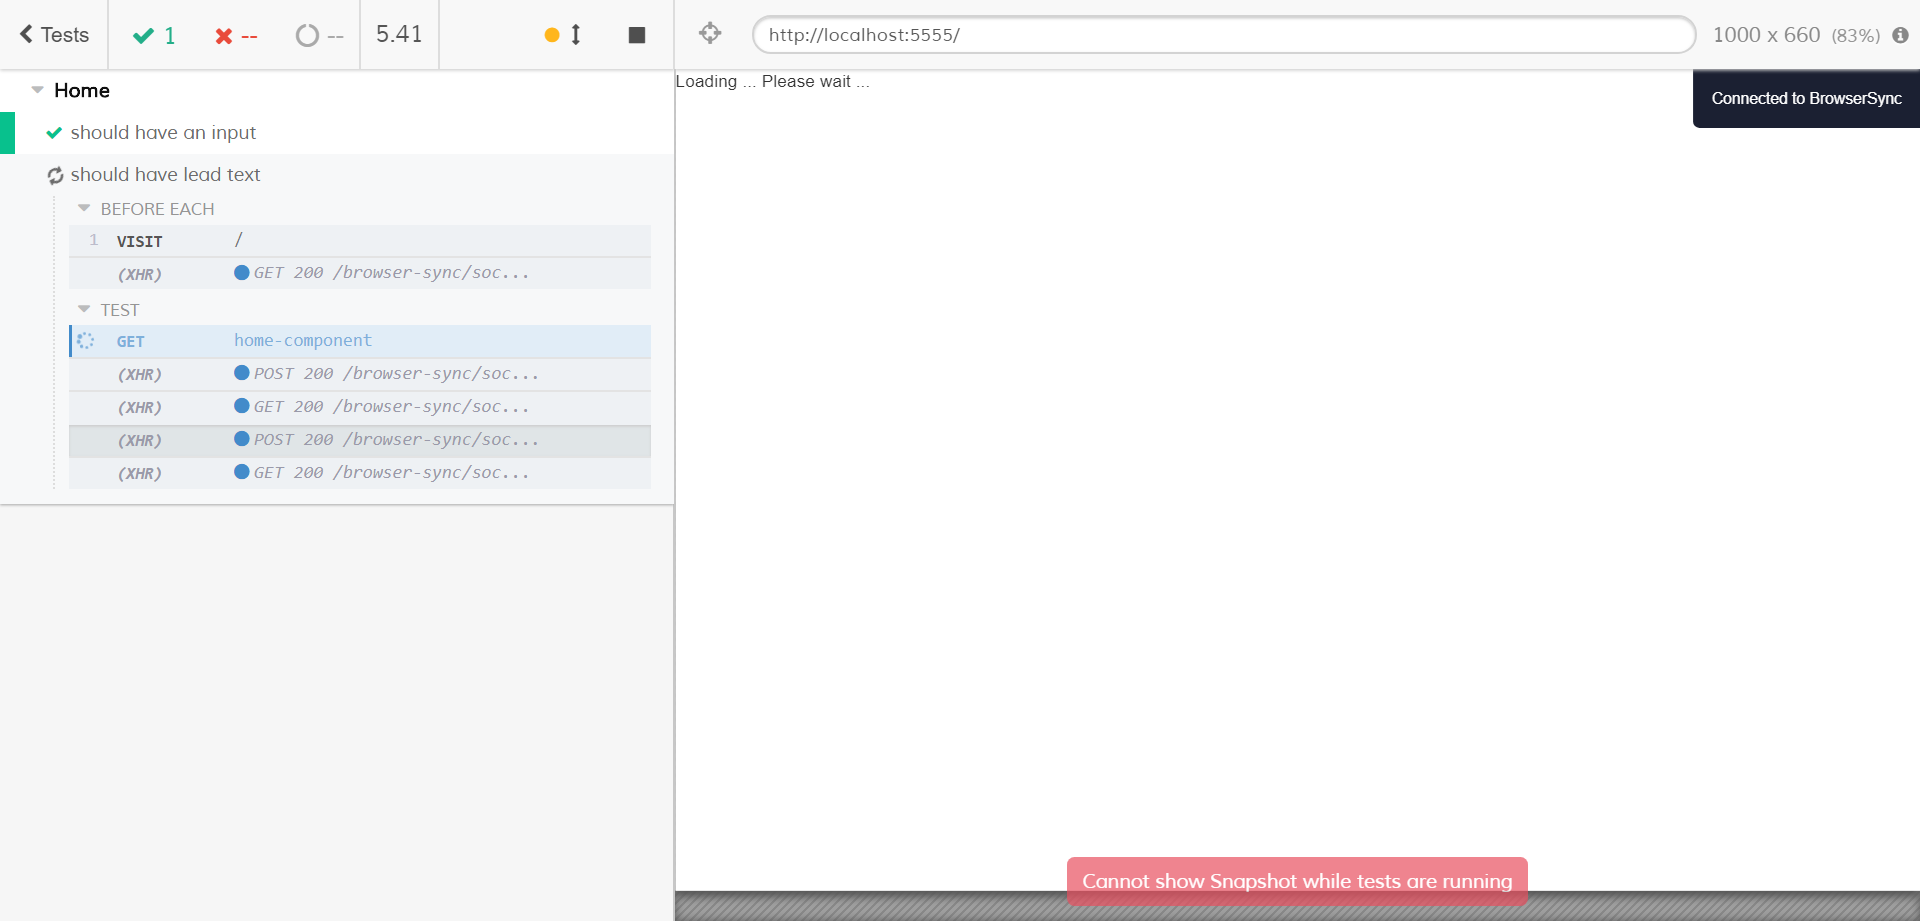 Tests 1 -- -- 5.41 http://localhost:5555/ 1000 x 660 (83%)
Home
should have an input
should have lead text
BEFORE EACH
1 VISIT /
(XHR) GET 200 /browser-sync/soc...
TEST
GET home-component
(XHR) POST 200 /browser-sync/soc...
(XHR) GET 200 /browser-sync/soc...
(XHR) POST 200 /browser-sync/soc...
(XHR) GET 200 /browser-sync/soc...
Loading ... Please wait ...
Connected to BrowserSync
Cannot show Snapshot while tests are running